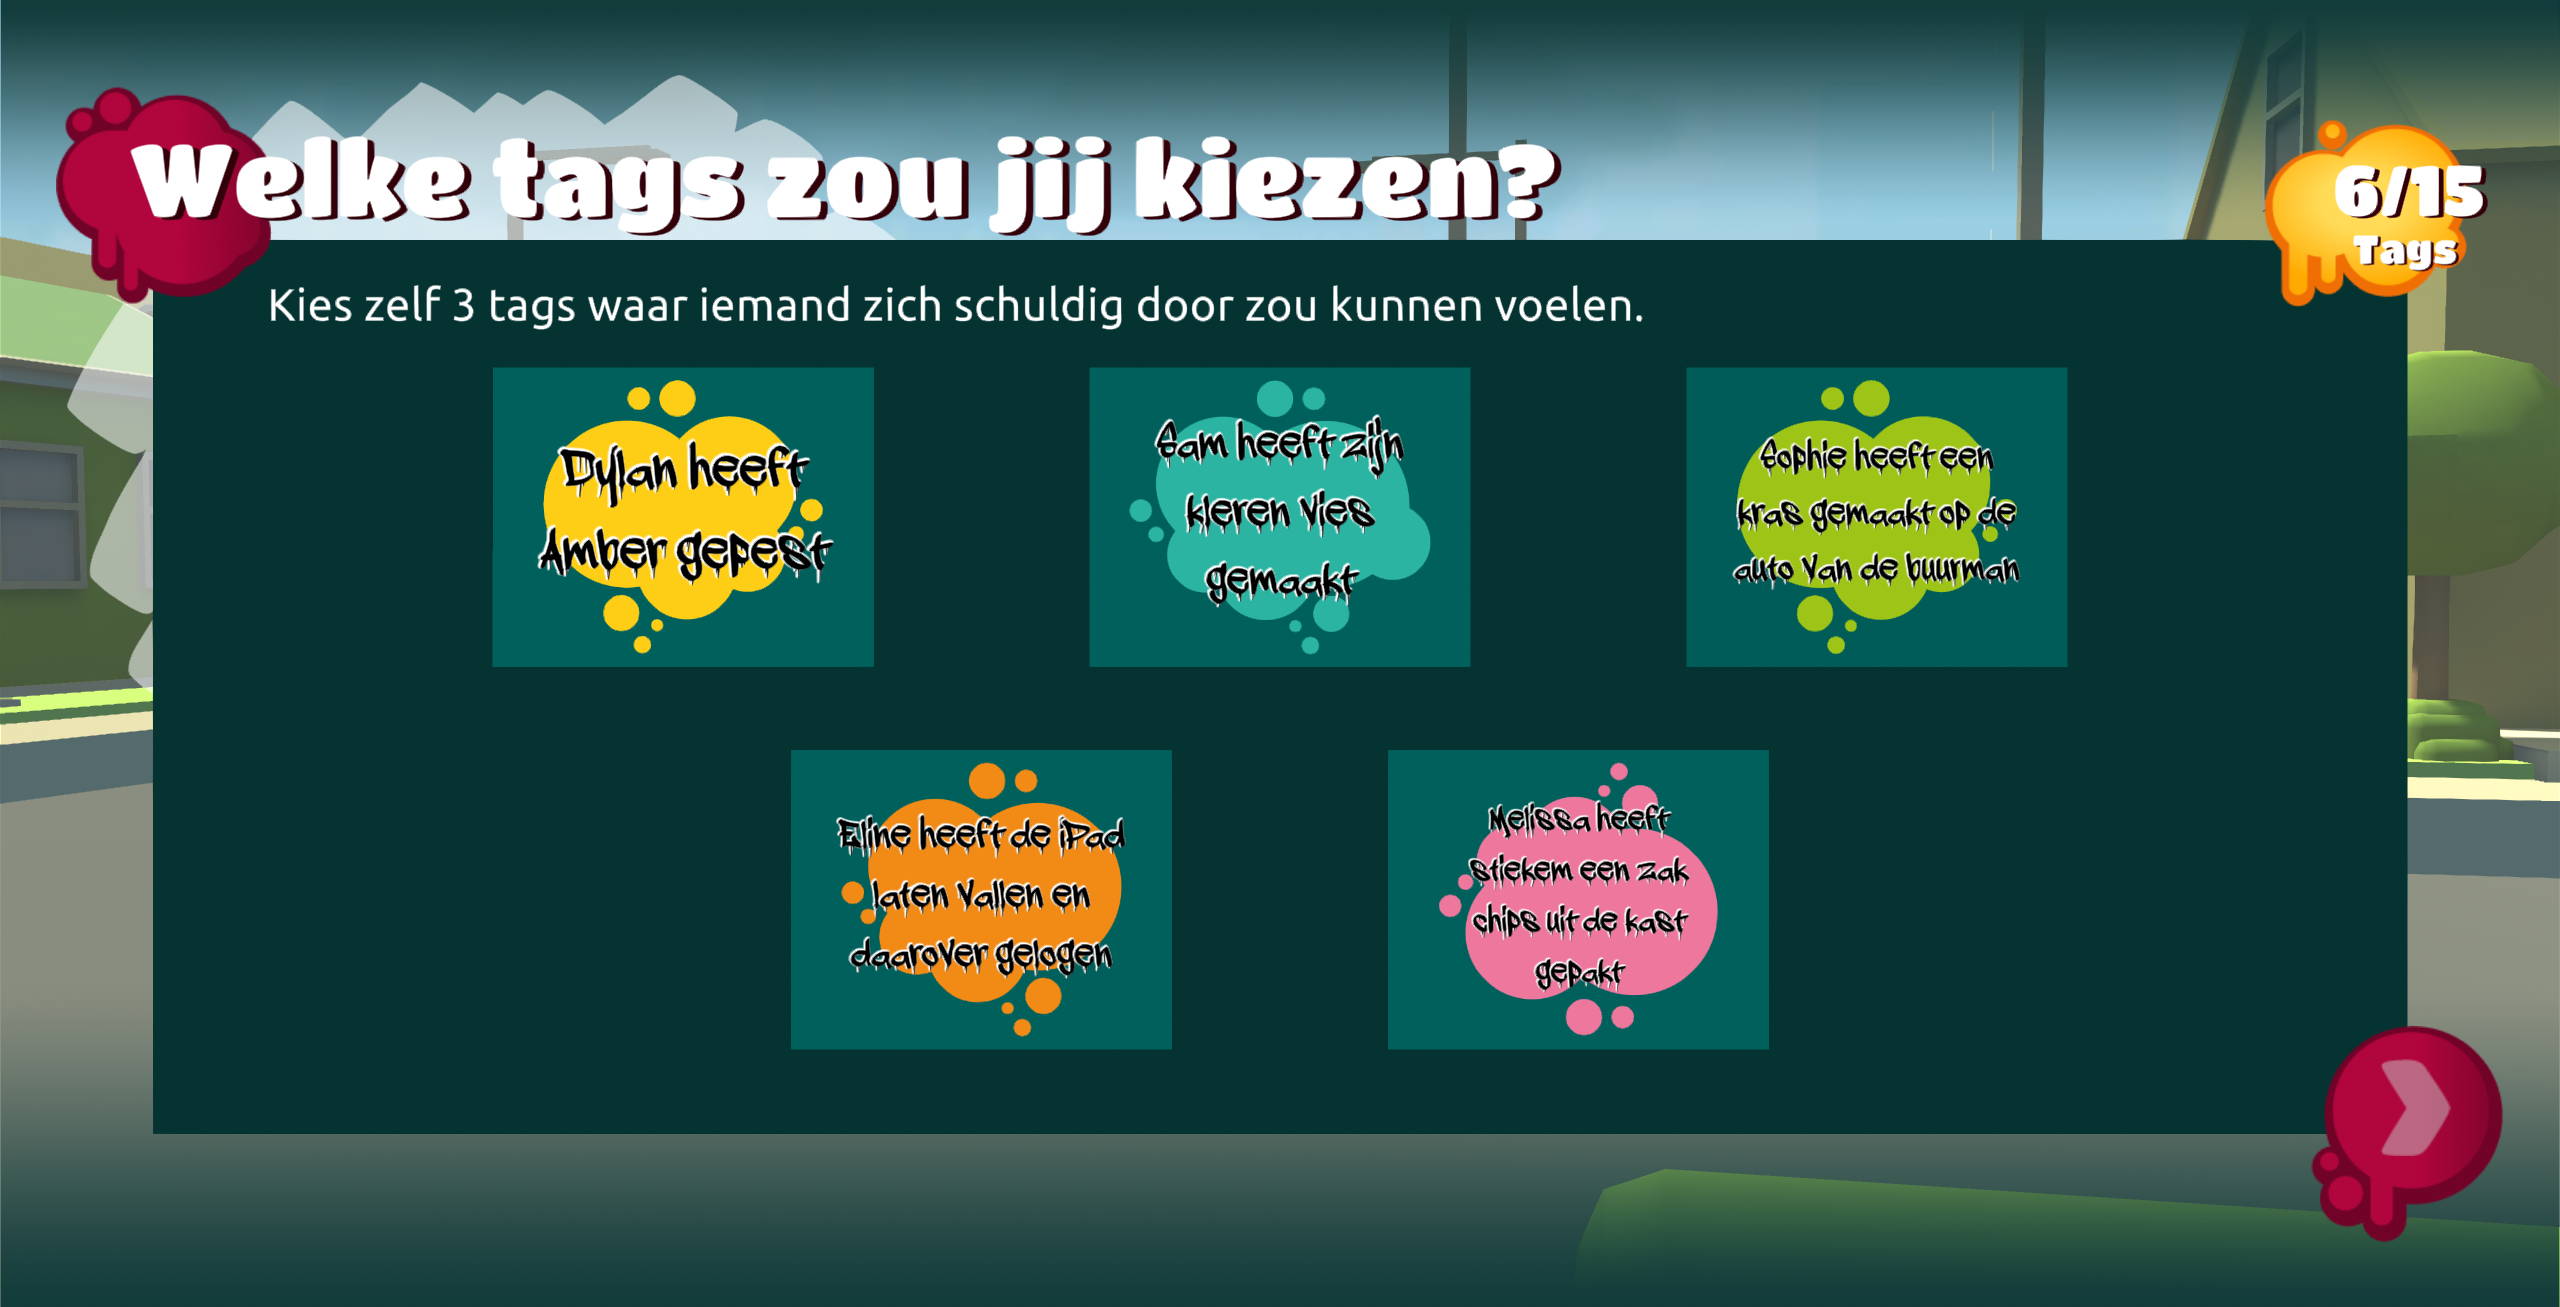 Welke tags zou jij kiezen?
6/15
Tags
Kies zelf 3 tags waar iemand zich schuldig door zou kunnen voelen.
Dylan heeft
Amber gepest
Sam heeft zijn
kleren vies
gemaakt
Sophie heeft een
kras gemaakt op de
auto van de buurman
Eline heeft de iPad
laten vallen en
daarover gelogen
Melissa heeft
stiekem een zak
chips uit de kast
gepakt